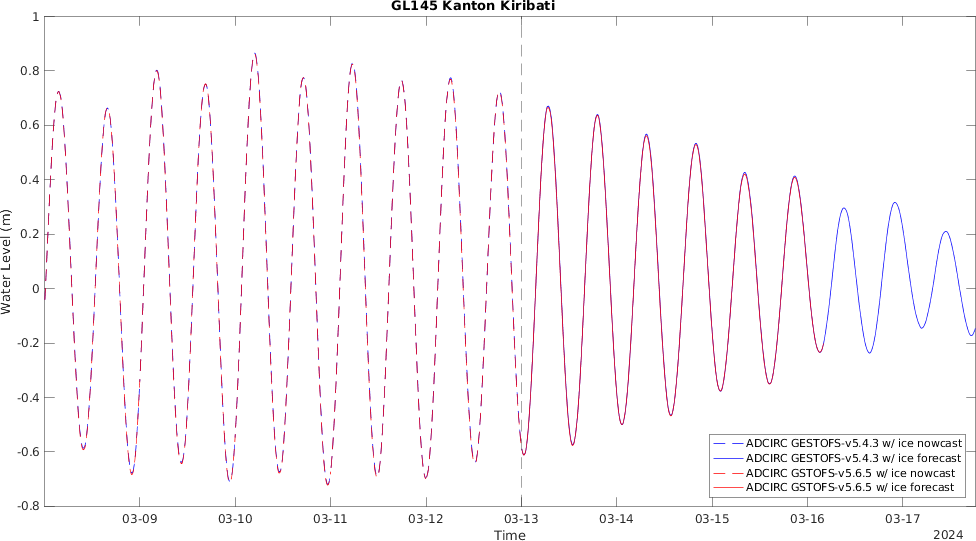 GL145 Kanton Kiribati
1
0.8
0.6
0.4
0.2
0
-0.2
-0.4
-0.6
-0.8
Water Level (m)
03-09 03-10 03-11 03-12 03-13 03-14 03-15 03-16 03-17
Time
2024
ADCIRC GESTOFS-v5.4.3 w/ ice nowcast
ADCIRC GESTOFS-v5.4.3 w/ ice forecast
ADCIRC GSTOFS-v5.6.5 w/ ice nowcast
ADCIRC GSTOFS-v5.6.5 w/ ice forecast